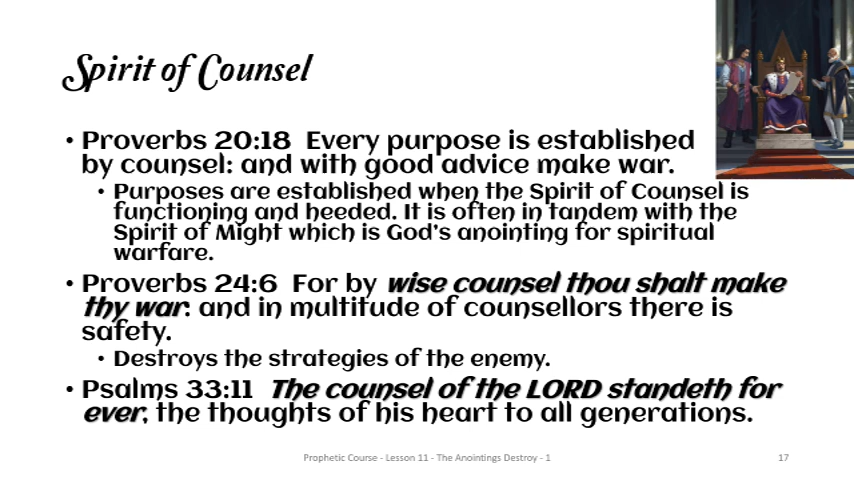 Spirit of Counsel
• Proverbs 20:18  Every purpose is established
by counsel: and with good advice make war.
• Purposes are established when the Spirit of Counsel is
functioning and heeded. It is often in tandem with the
Spirit of Might which is God's anointing for spiritual
warfare.
• Proverbs 24:6  For by wise counsel thou shalt make
thy war: and in multitude of counsellors there is
safety.
• Destroys the strategies of the enemy.
• Psalms 33:11  The counsel of the LORD standeth for
ever, the thoughts of his heart to all generations.
Prophetic Course - Lesson 11 - The Anointings Destroy - 1
17